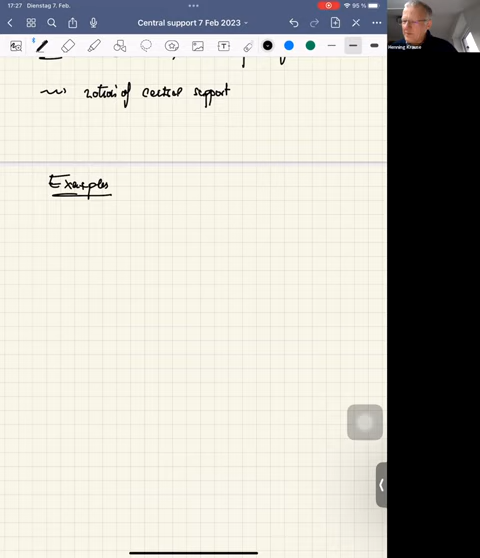 17:27 Dienstag 7. Feb.
95 %
Central support 7 Feb 2023
Henning Krause
notion of central support
Examples